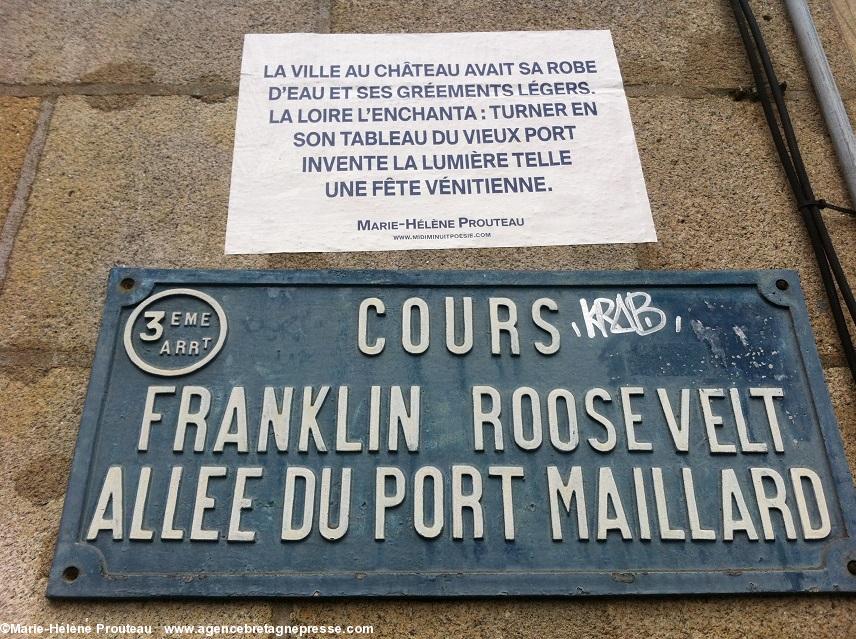 LA VILLE AU CHÂTEAU AVAIT SA ROBE
D'EAU ET SES GRÉEMENTS LÉGERS.
LA LOIRE L'ENCHANTA : TURNER EN
SON TABLEAU DU VIEUX PORT
INVENTE LA LUMIÈRE TELLE
UNE FÊTE VÉNITIENNE.
MARIE-HÉLÈNE PROUTEAU
WWW.MIDIMINUITPOESIE.COM
3EME
ARRT
COURS
KRAB
FRANKLIN ROOSEVELT
ALLEE DU PORT MAILLARD
©Marie-Hélène Prouteau www.agencebretagnepresse.com